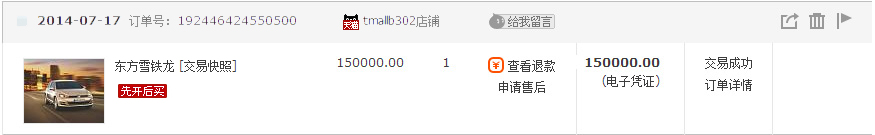 2014-07-17 订单号: 192446424550500 天猫 tmallb302店铺 给我留言
东方雪铁龙 [交易快照] 150000.00 1 查看退款 150000.00 交易成功
先开后买 申请售后 (电子凭证) 订单详情